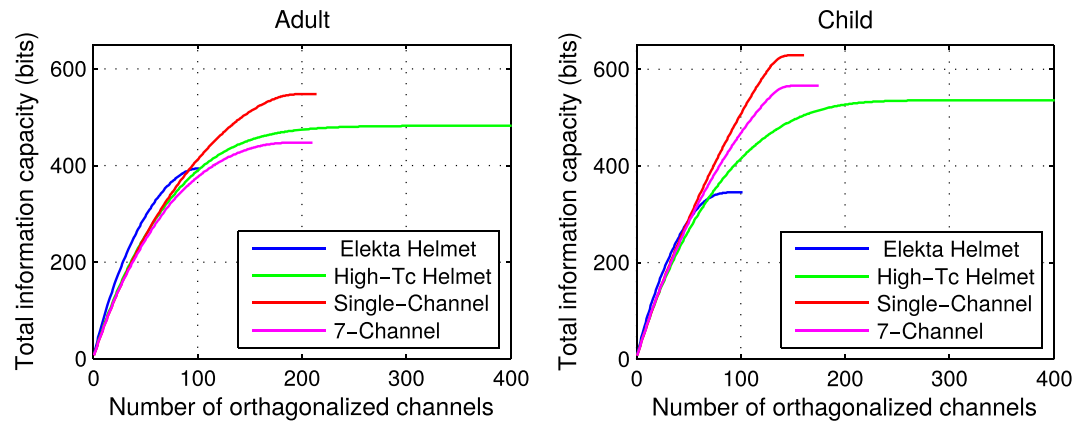 Adult
Total information capacity (bits)
600
400
200
0
0 100 200 300 400
Number of orthagonalized channels
Elekta Helmet
High-Tc Helmet
Single-Channel
7-Channel
Child
Total information capacity (bits)
600
400
200
0
0 100 200 300 400
Number of orthagonalized channels
Elekta Helmet
High-Tc Helmet
Single-Channel
7-Channel